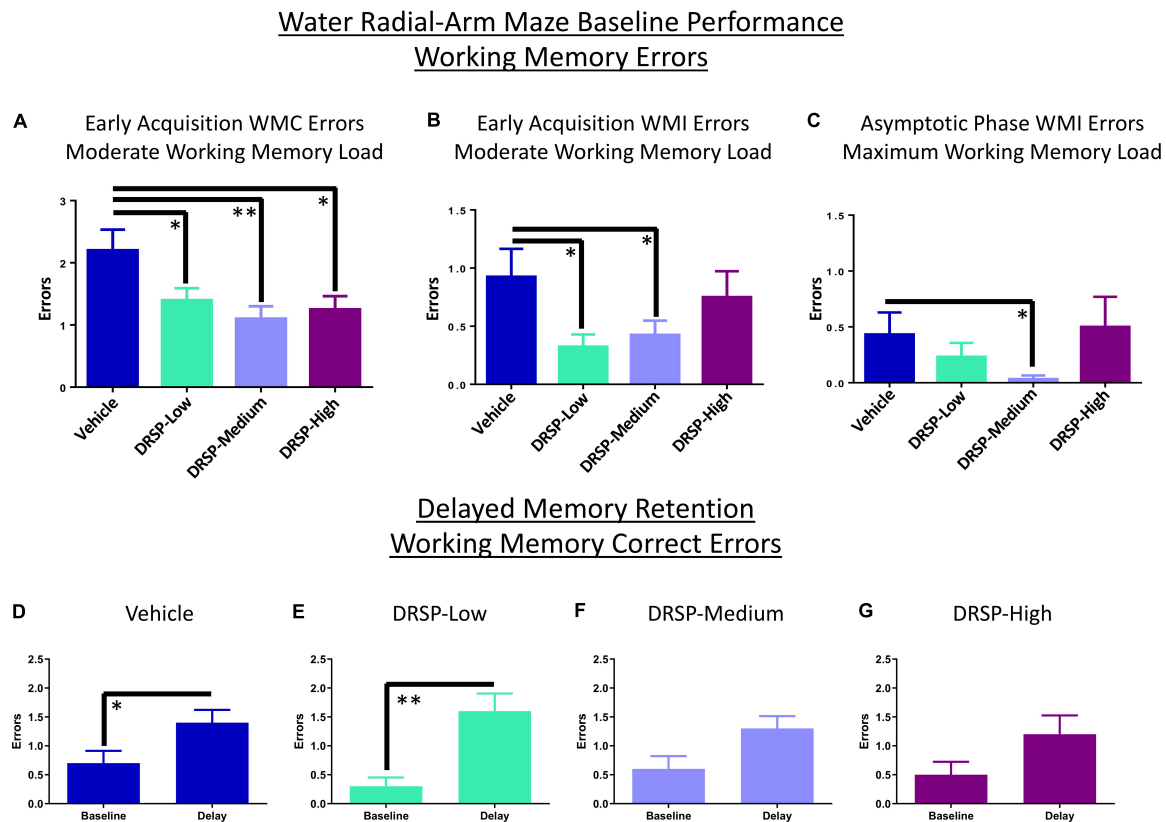 Water Radial-Arm Maze Baseline Performance
Working Memory Errors
A
Early Acquisition WMC Errors
Moderate Working Memory Load
Errors
3
2
1
0
*
**
*
Vehicle
DRSP-Low
DRSP-Medium
DRSP-High
B
Early Acquisition WMI Errors
Moderate Working Memory Load
Errors
1.5
1.0
0.5
0.0
*
*
Vehicle
DRSP-Low
DRSP-Medium
DRSP-High
C
Asymptotic Phase WMI Errors
Maximum Working Memory Load
Errors
1.5
1.0
0.5
0.0
*
Vehicle
DRSP-Low
DRSP-Medium
DRSP-High
Delayed Memory Retention
Working Memory Correct Errors
D
Vehicle
Errors
2.5
2.0
1.5
1.0
0.5
0.0
*
Baseline
Delay
E
DRSP-Low
Errors
2.5
2.0
1.5
1.0
0.5
0.0
**
Baseline
Delay
F
DRSP-Medium
Errors
2.5
2.0
1.5
1.0
0.5
0.0
Baseline
Delay
G
DRSP-High
Errors
2.5
2.0
1.5
1.0
0.5
0.0
Baseline
Delay